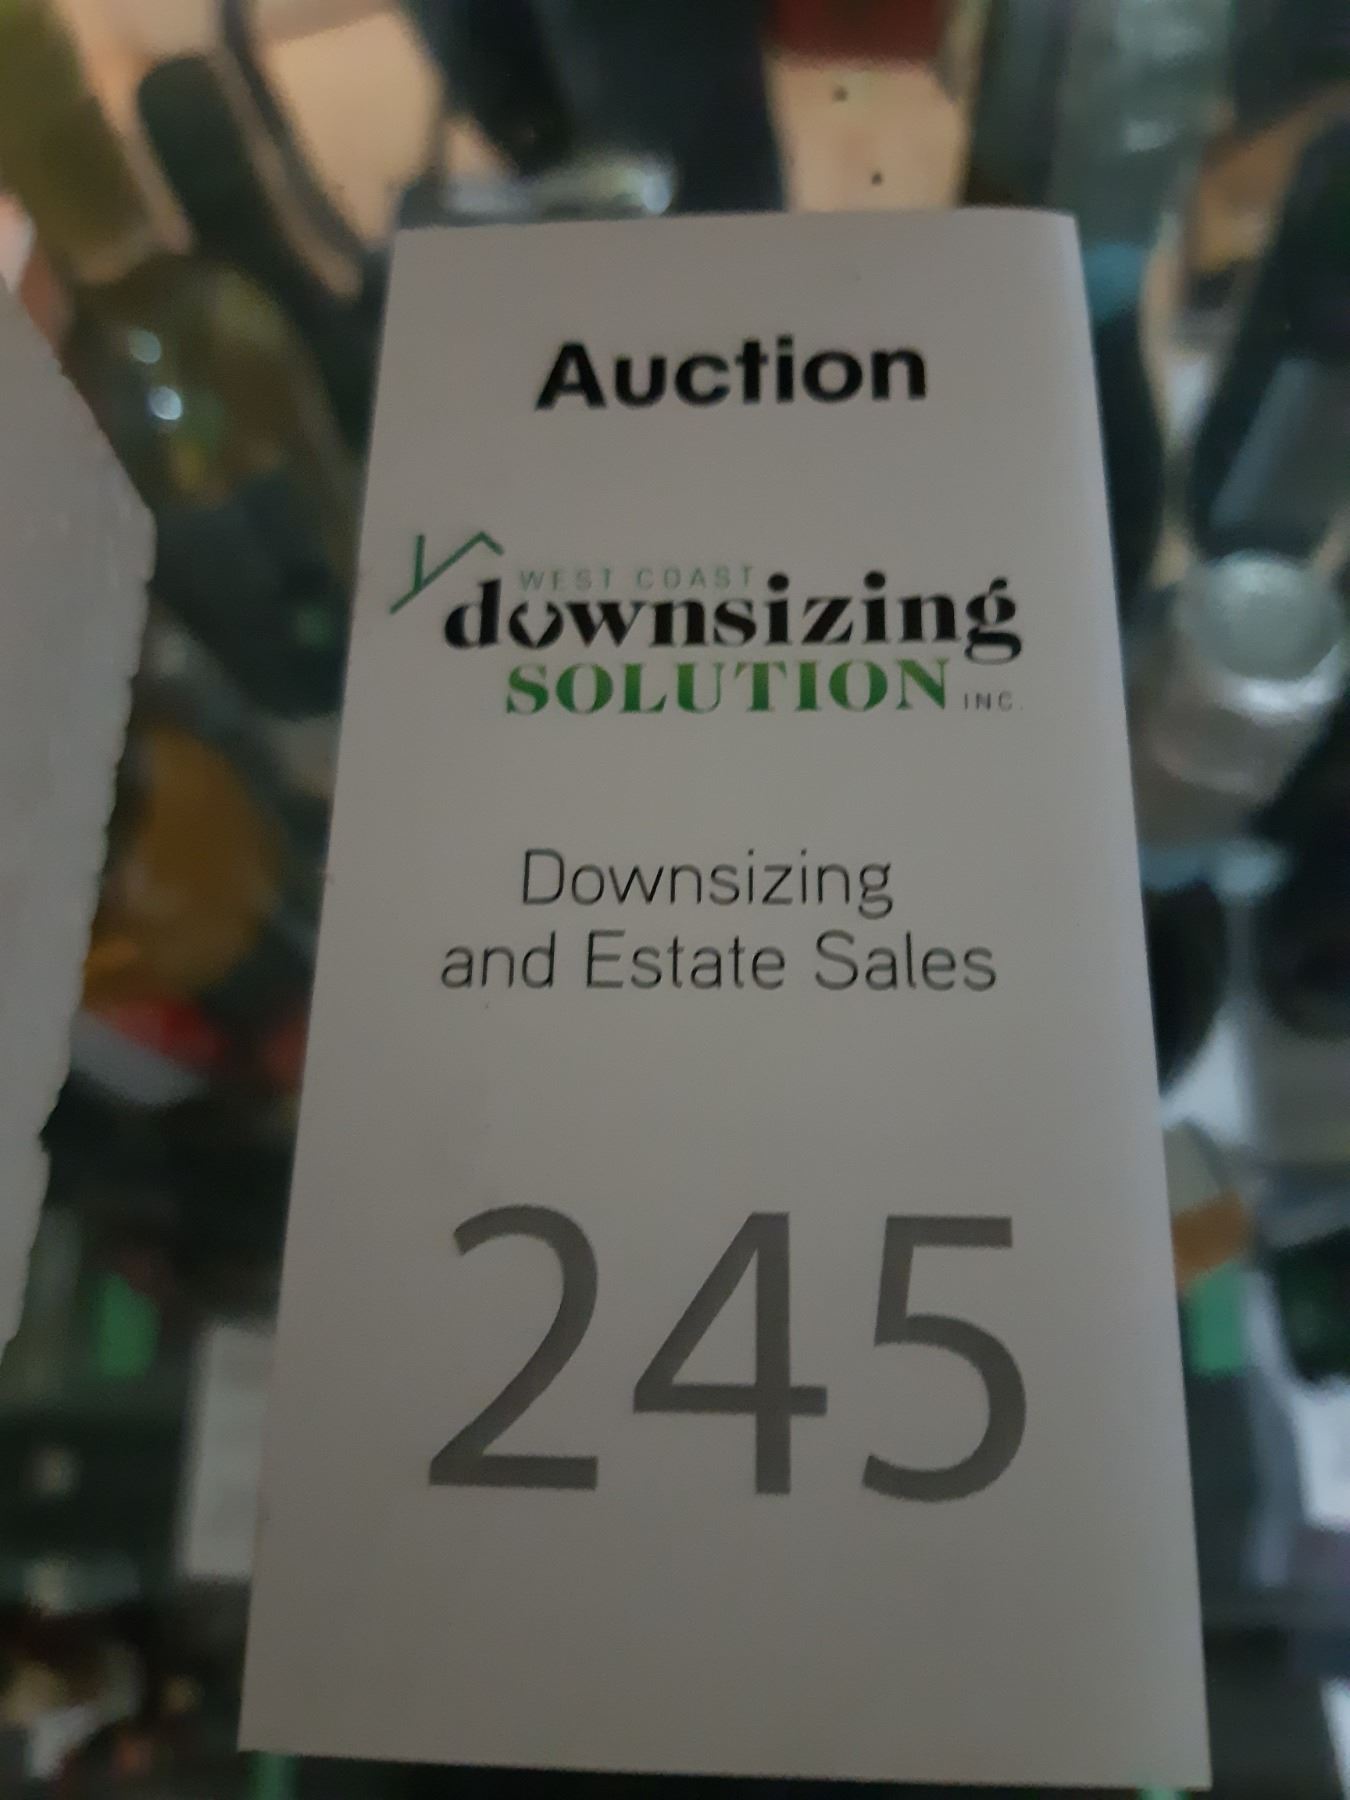 Auction
WEST COAST
downsizing
SOLUTION INC.
Downsizing
and Estate Sales
245